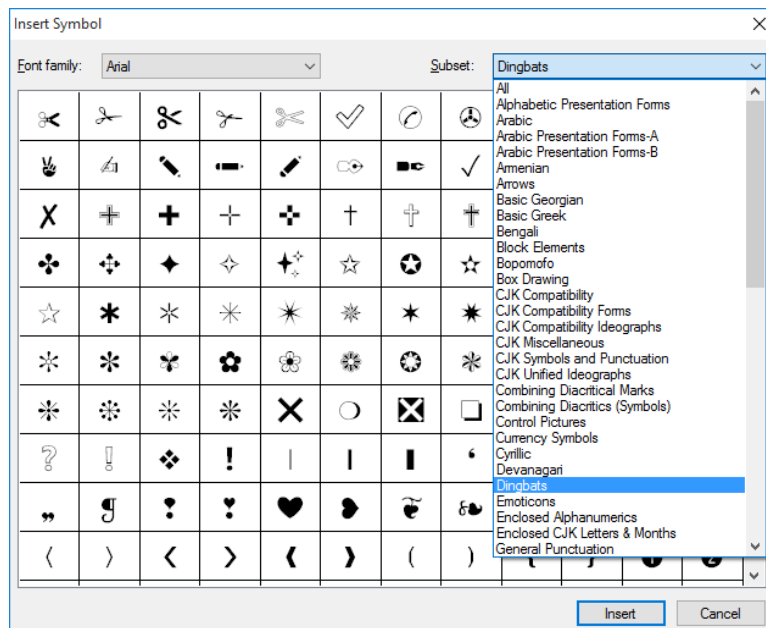 Insert Symbol
Font family: Arial Subset: Dingbats
All
Alphabetic Presentation Forms
Arabic
Arabic Presentation Forms-A
Arabic Presentation Forms-B
Armenian
Arrows
Basic Georgian
Basic Greek
Bengali
Block Elements
Bopomofo
Box Drawing
CJK Compatibility
CJK Compatibility Forms
CJK Compatibility Ideographs
CJK Miscellaneous
CJK Symbols and Punctuation
CJK Unified Ideographs
Combining Diacritical Marks
Combining Diacritics (Symbols)
Control Pictures
Currency Symbols
Cyrillic
Devanagari
Dingbats
Emoticons
Enclosed Alphanumerics
Enclosed CJK Letters & Months
General Punctuation
Insert Cancel